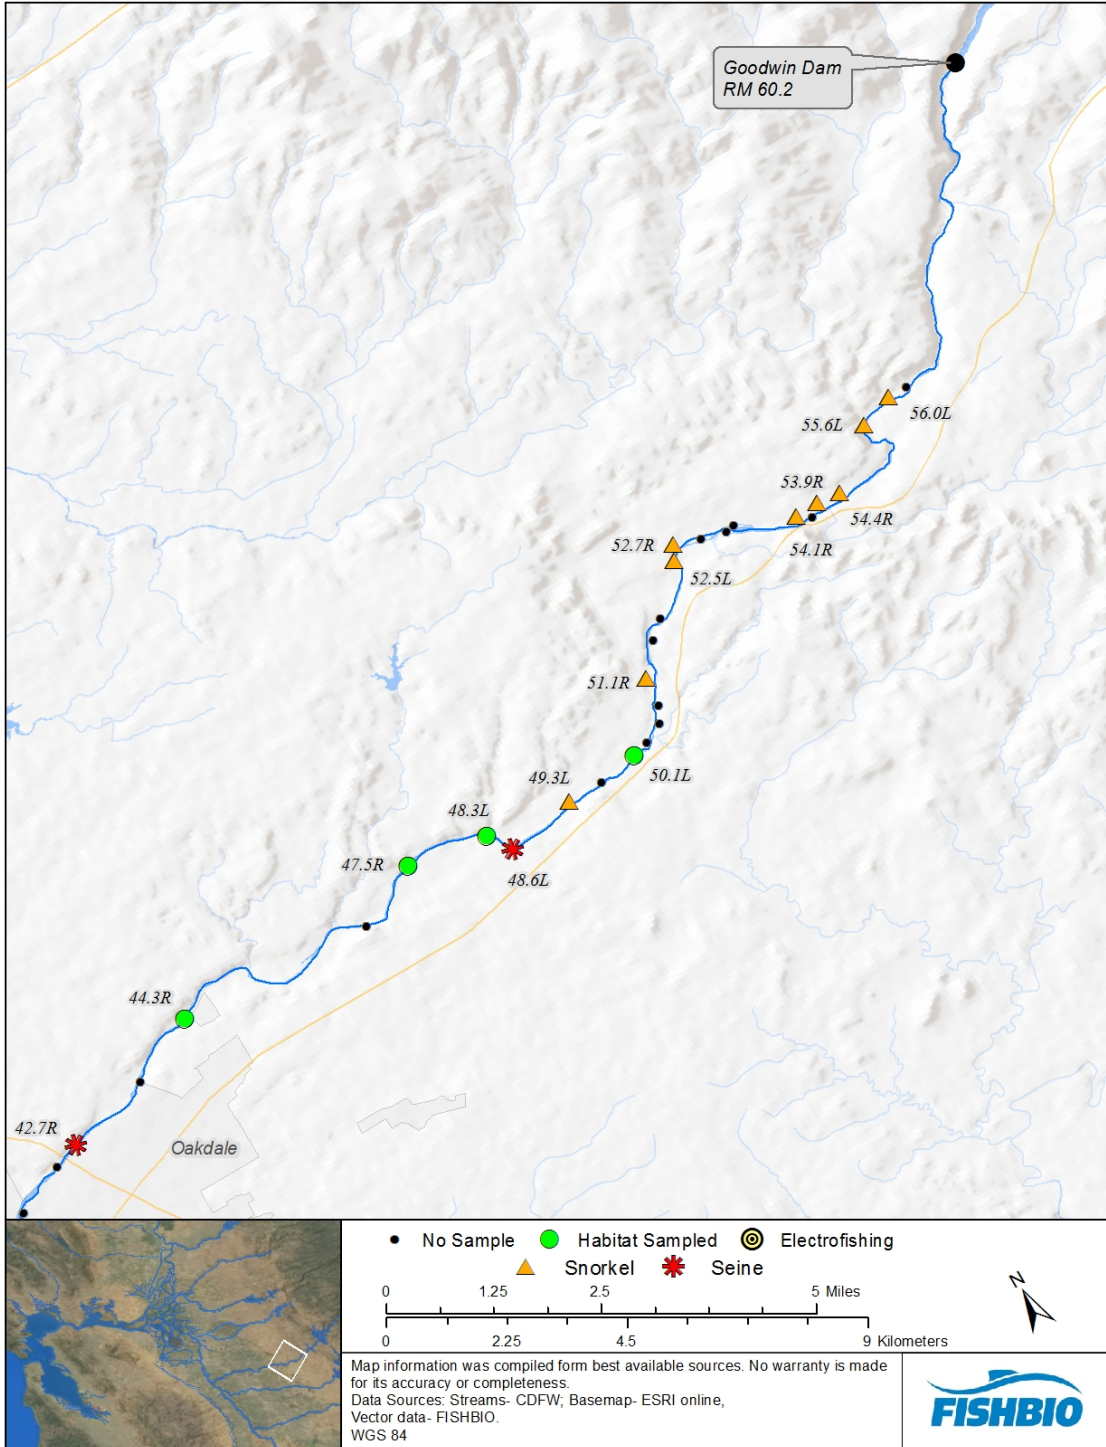 Goodwin Dam
RM 60.2
56.0L
55.6L
53.9R
54.4R
54.1R
52.7R
52.5L
51.1R
50.1L
49.3L
48.3L
48.6L
47.5R
44.3R
42.7R
Oakdale
No Sample Habitat Sampled Electrofishing
Snorkel Seine
0 1.25 2.5 5 Miles
0 2.25 4.5 9 Kilometers
N
Map information was compiled form best available sources. No warranty is made
for its accuracy or completeness.
Data Sources: Streams- CDFW; Basemap- ESRI online,
Vector data- FISHBIO.
WGS 84
FISHBIO